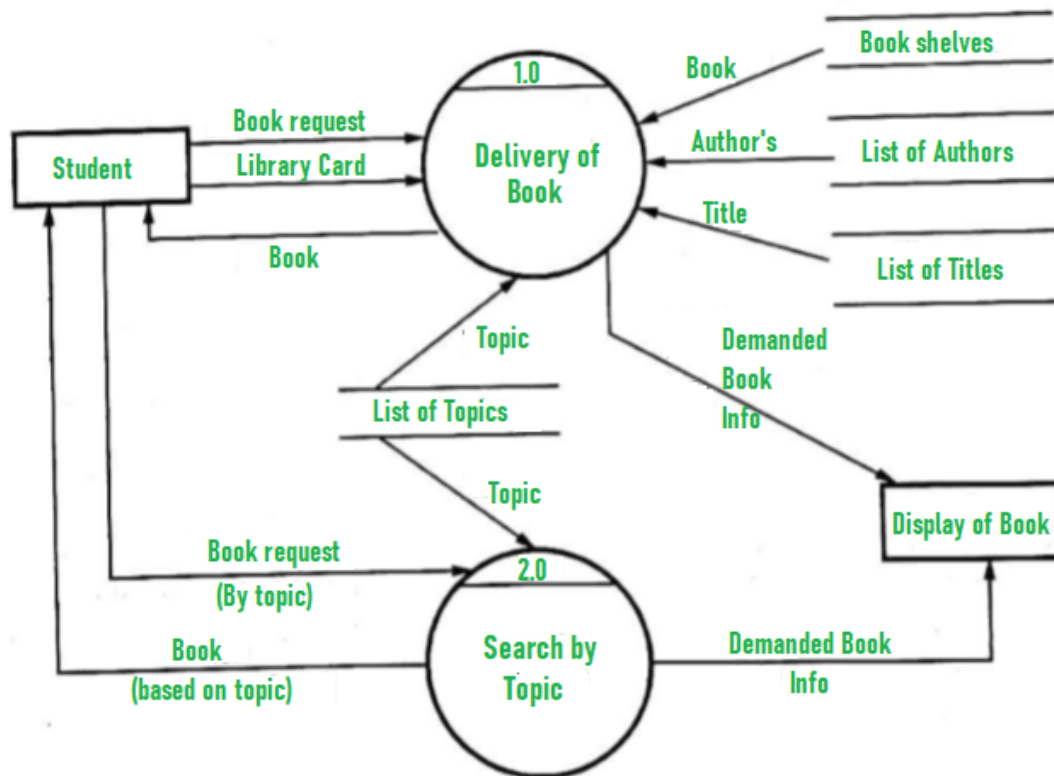 1.0
Delivery of
Book
Student
Book request
Library Card
Book
Book
Book shelves
Author's
List of Authors
Title
List of Titles
Topic
List of Topics
Topic
Demanded
Book
Info
Display of Book
Book request
(By topic)
Book
(based on topic)
2.0
Search by
Topic
Demanded Book
Info